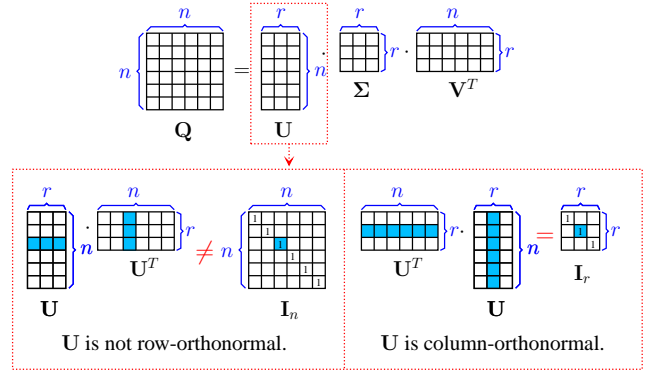 n r r n
n = n · r · r
Q U Σ V^T
r n n n r
n · r ≠ n 1 1 1 1 1 1 r · n = 1 1 1 r
U U^T I_n U^T U I_r
U is not row-orthonormal. U is column-orthonormal.